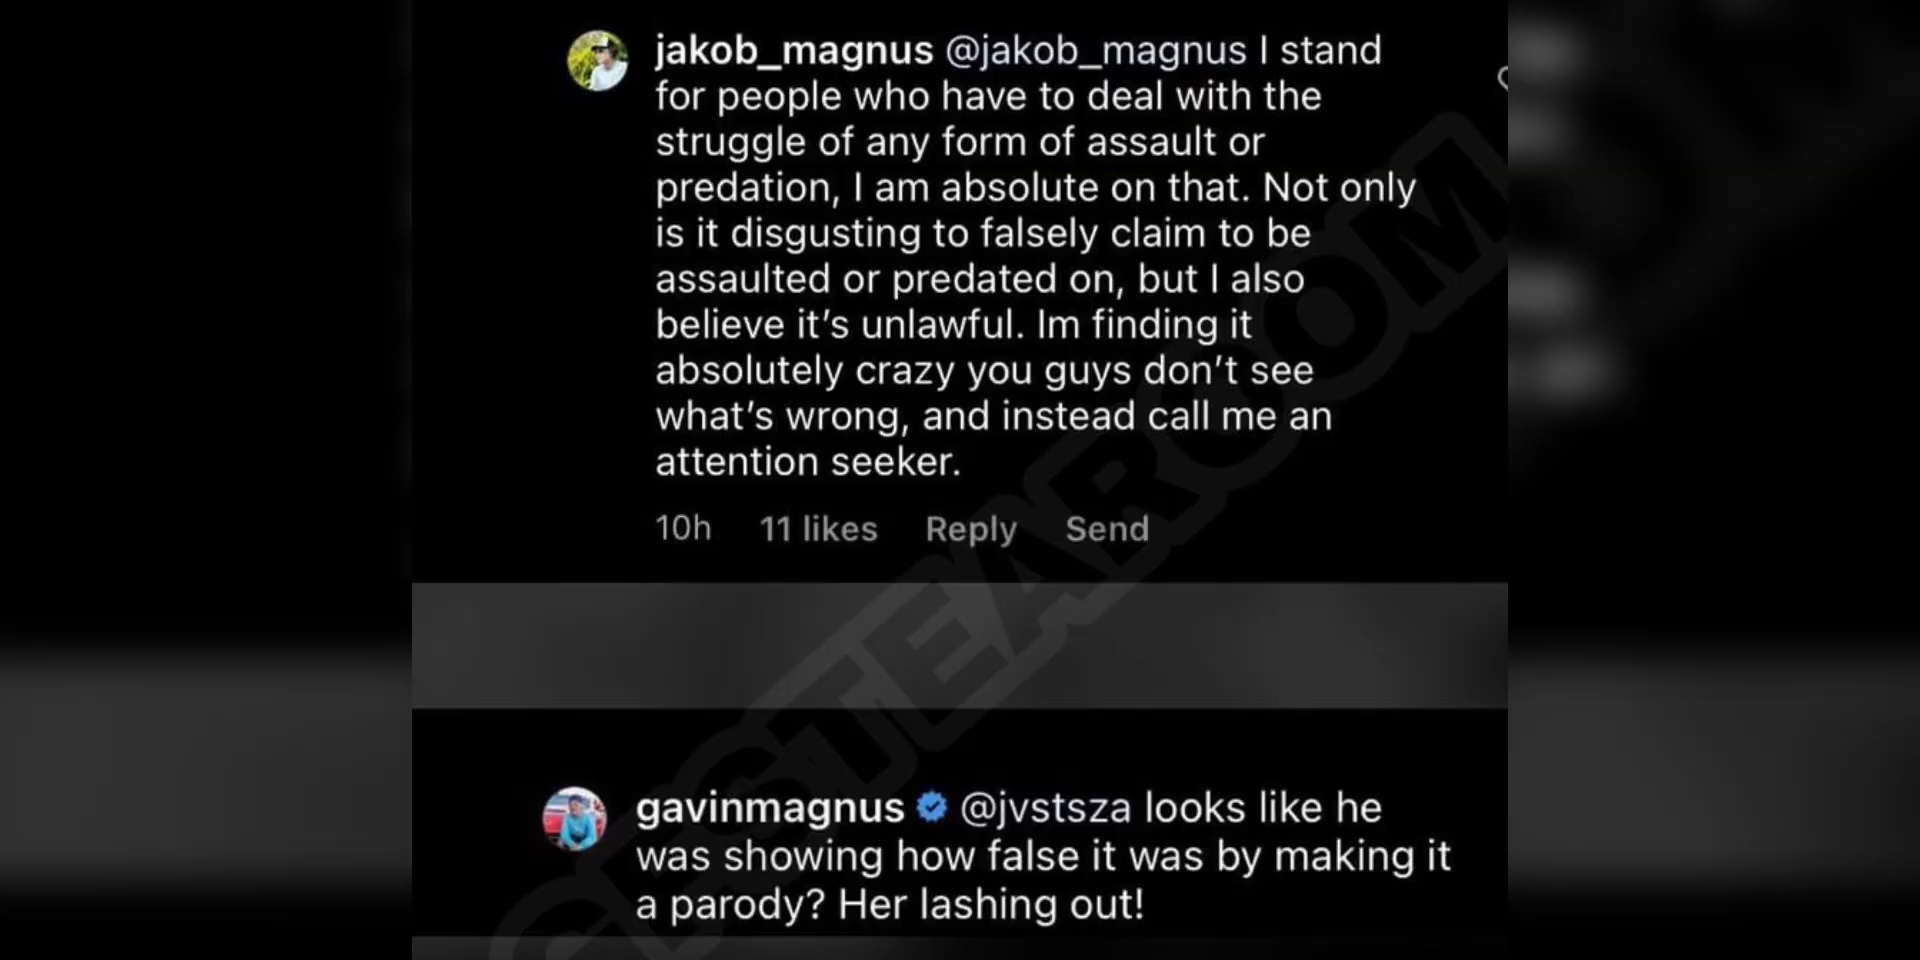 jakob_magnus @jakob_magnus I stand
for people who have to deal with the
struggle of any form of assault or
predation, I am absolute on that. Not only
is it disgusting to falsely claim to be
assaulted or predated on, but I also
believe it's unlawful. Im finding it
absolutely crazy you guys don't see
what's wrong, and instead call me an
attention seeker.
10h 11 likes Reply Send
gavinmagnus @jvstsza looks like he
was showing how false it was by making it
a parody? Her lashing out!